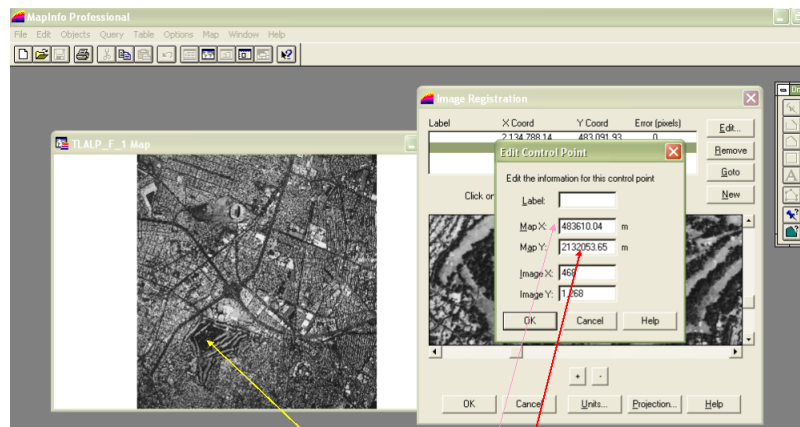 MapInfo Professional
File Edit Objects Query Table Options Map Window Help
TLALP_F_1 Map
Image Registration
Label X Coord Y Coord Error (pixels)
2,134,788.14 483,091.93 0
Edit...
Remove
Goto
New
Click or
Edit Control Point
Edit the information for this control point
Label:
Map X: 483610.04 m
Map Y: 2132053.65 m
Image X: 468
Image Y: 1,268
OK Cancel Help
+ -
OK Cancel Units... Projection... Help